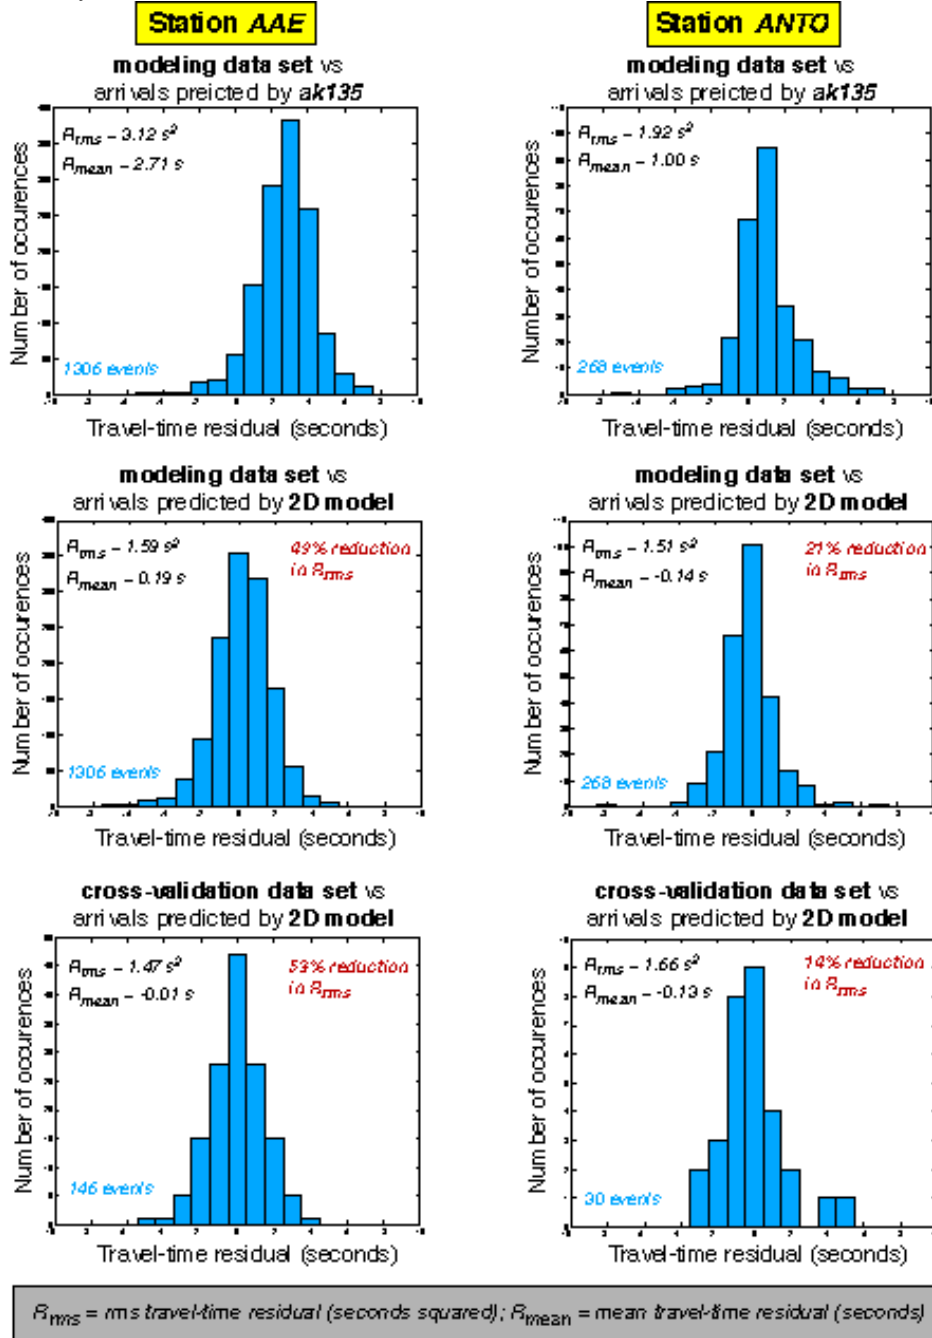 Station AAE
modeling data set vs
arrivals preicted by ak135
Number of occurences
Rrms – 3.12 s²
Rmean – 2.71 s
1306 events
Travel-time residual (seconds)
Station ANTO
modeling data set vs
arrivals preicted by ak135
Number of occurences
Rrms – 1.92 s²
Rmean – 1.00 s
268 events
Travel-time residual (seconds)
modeling data set vs
arrivals predicted by 2D model
Number of occurences
Rrms – 1.59 s²
Rmean – 0.19 s
49% reduction
in Rrms
1306 events
Travel-time residual (seconds)
modeling data set vs
arrivals predicted by 2D model
Number of occurences
Rrms – 1.51 s²
Rmean – -0.14 s
21% reduction
in Rrms
268 events
Travel-time residual (seconds)
cross-validation data set vs
arrivals predicted by 2D model
Number of occurences
Rrms – 1.47 s²
Rmean – -0.01 s
53% reduction
in Rrms
146 events
Travel-time residual (seconds)
cross-validation data set vs
arrivals predicted by 2D model
Number of occurences
Rrms – 1.66 s²
Rmean – -0.13 s
14% reduction
in Rrms
30 events
Travel-time residual (seconds)
Rrms = rms travel-time residual (seconds squared); Rmean = mean travel-time residual (seconds)